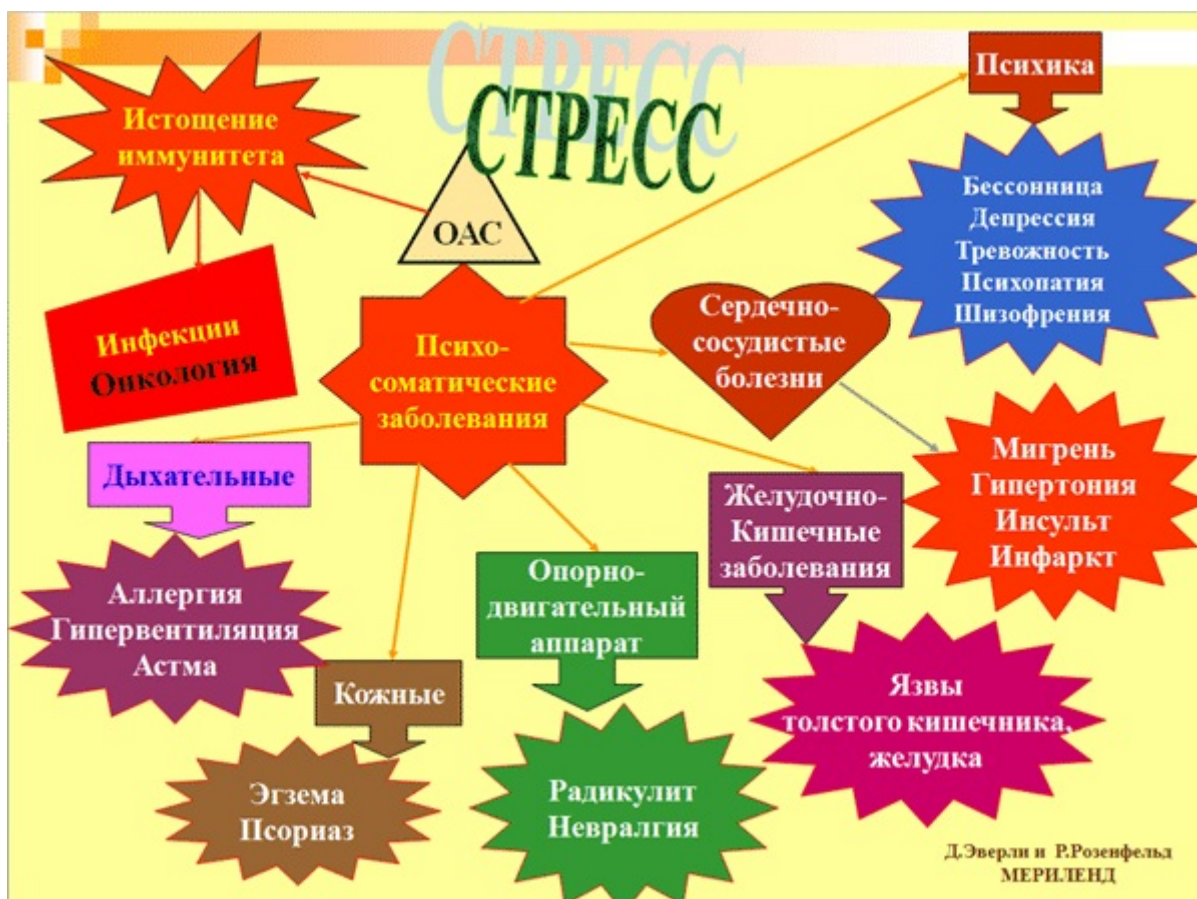 СТРЕСС
СТРЕСС
Истощение
иммунитета
ОАС
Психика
Бессонница
Депрессия
Тревожность
Психопатия
Шизофрения
Инфекции
Онкология
Психо-
соматические
заболевания
Сердечно-
сосудистые
болезни
Мигрень
Гипертония
Инсульт
Инфаркт
Дыхательные
Аллергия
Гипервентиляция
Астма
Кожные
Эгзема
Псориаз
Опорно-
двигательный
аппарат
Радикулит
Невралгия
Желудочно-
Кишечные
заболевания
Язвы
толстого кишечника,
желудка
Д.Эверли и Р.Розенфельд
МЕРИЛЕНД